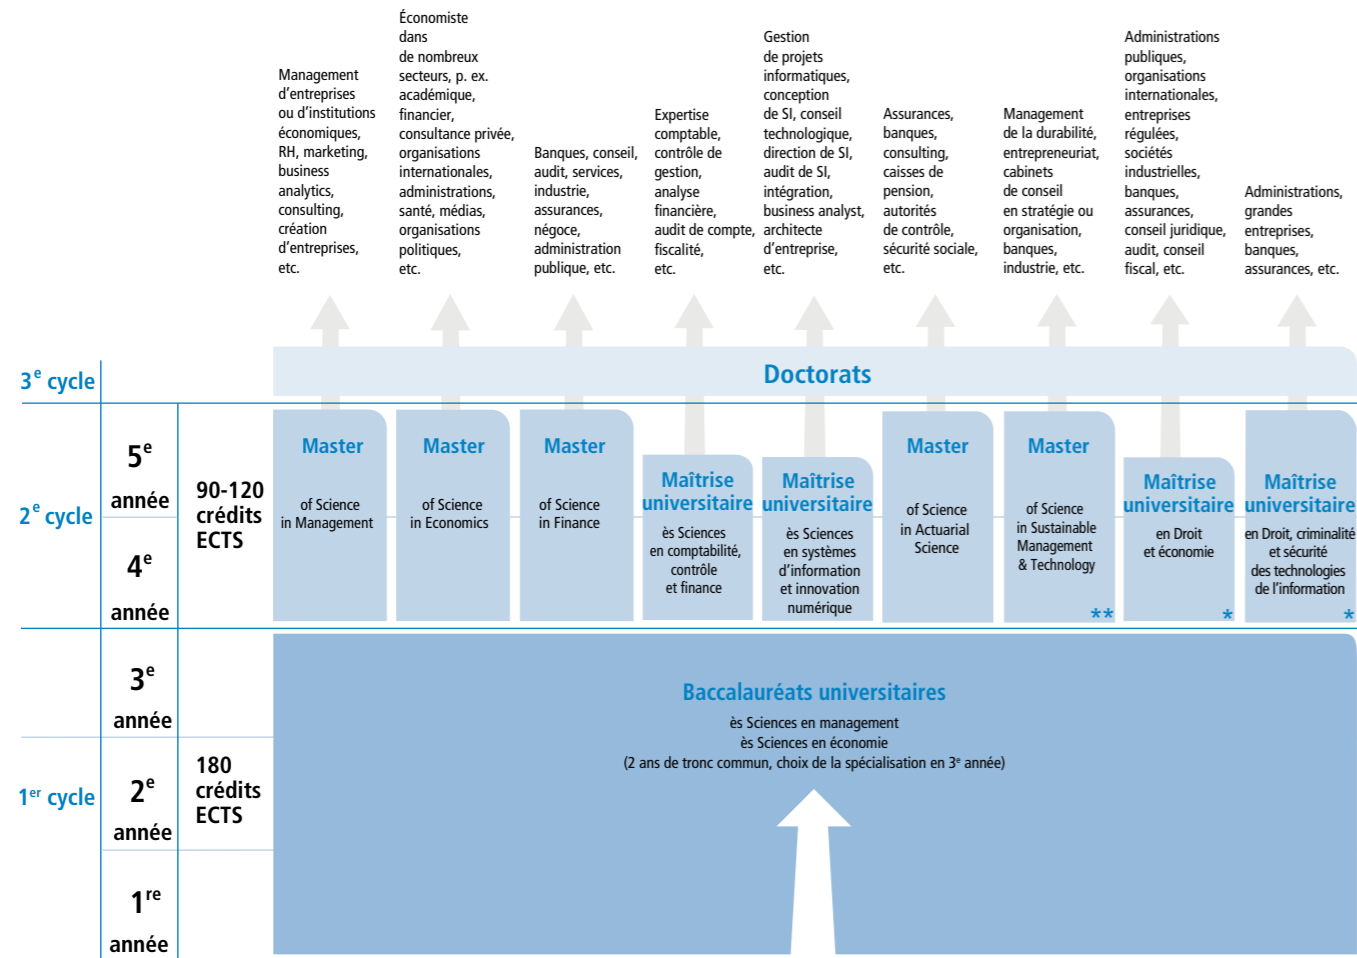 Management
d'entreprises
ou d'institutions
économiques,
RH, marketing,
business
analytics,
consulting,
création
d'entreprises,
etc.
Économiste
dans
de nombreux
secteurs, p. ex.
académique,
financier,
consultance privée,
organisations
internationales,
administrations,
santé, médias,
organisations
politiques,
etc.
Banques, conseil,
audit, services,
industrie,
assurances,
négoce,
administration
publique, etc.
Expertise
comptable,
contrôle de
gestion,
analyse
financière,
audit de compte,
fiscalité,
etc.
Gestion
de projets
informatiques,
conception
de SI, conseil
technologique,
direction de SI,
audit de SI,
intégration,
business analyst,
architecte
d'entreprise,
etc.
Assurances,
banques,
consulting,
caisses de
pension,
autorités
de contrôle,
sécurité sociale,
etc.
Management
de la durabilité,
entrepreneuriat,
cabinets
de conseil
en stratégie ou
organisation,
banques,
industrie, etc.
Administrations
publiques,
organisations
internationales,
entreprises
régulées,
sociétés
industrielles,
banques,
assurances,
conseil juridique,
audit, conseil
fiscal, etc.
Administrations,
grandes
entreprises,
banques,
assurances, etc.
3e cycle
Doctorats
2e cycle
5e
année
4e
année
90-120
crédits
ECTS
Master
of Science
in Management
Master
of Science
in Economics
Master
of Science
in Finance
Maîtrise
universitaire
ès Sciences
en comptabilité,
contrôle
et finance
Maîtrise
universitaire
ès Sciences
en systèmes
d'information
et innovation
numérique
Master
of Science
in Actuarial
Science
Master
of Science
in Sustainable
Management
& Technology
**
Maîtrise
universitaire
en Droit
et économie
*
Maîtrise
universitaire
en Droit, criminalité
et sécurité
des technologies
de l'information
*
1er cycle
3e
année
2e
année
1re
année
180
crédits
ECTS
Baccalauréats universitaires
ès Sciences en management
ès Sciences en économie
(2 ans de tronc commun, choix de la spécialisation en 3e année)